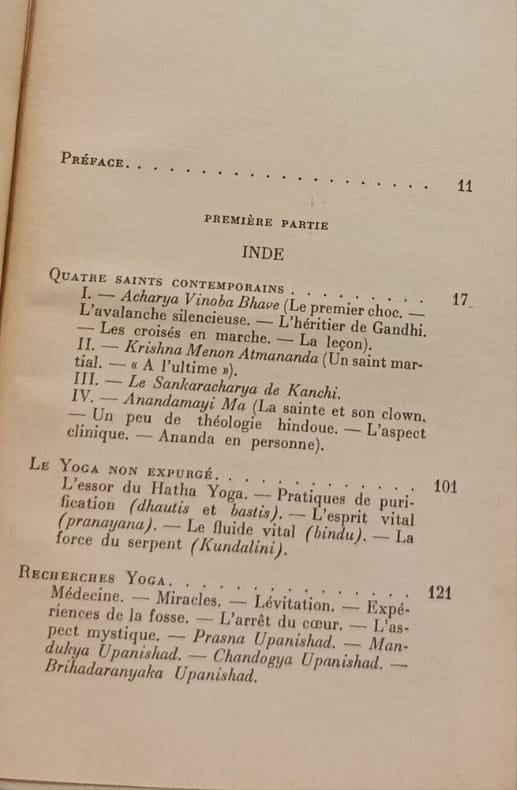 PRÉFACE. . . . . . . . . . . . . . . . . . . . . 11
PREMIÈRE PARTIE
INDE
QUATRE SAINTS CONTEMPORAINS . . . . . . . . . 17
I. — Acharya Vinoba Bhave (Le premier choc. —
L'avalanche silencieuse. — L'héritier de Gandhi.
— Les croisés en marche. — La leçon).
II. — Krishna Menon Atmananda (Un saint mar-
tial. — « A l'ultime »).
III. — Le Sankaracharya de Kanchi.
IV. — Anandamayi Ma (La sainte et son clown.
— Un peu de théologie hindoue. — L'aspect
clinique. — Ananda en personne).
LE YOGA NON EXPURGÉ. . . . . . . . . . . . . 101
L'essor du Hatha Yoga. — Pratiques de puri-
fication (dhautis et bastis). — L'esprit vital
(pranayana). — Le fluide vital (bindu). — La
force du serpent (Kundalini).
RECHERCHES YOGA. . . . . . . . . . . . . . . . 121
Médecine. — Miracles. — Lévitation. — Expé-
riences de la fosse. — L'arrêt du cœur. — L'as-
pect mystique. — Prasna Upanishad. — Man-
dukya Upanishad. — Chandogya Upanishad. —
Brihadaranyaka Upanishad.